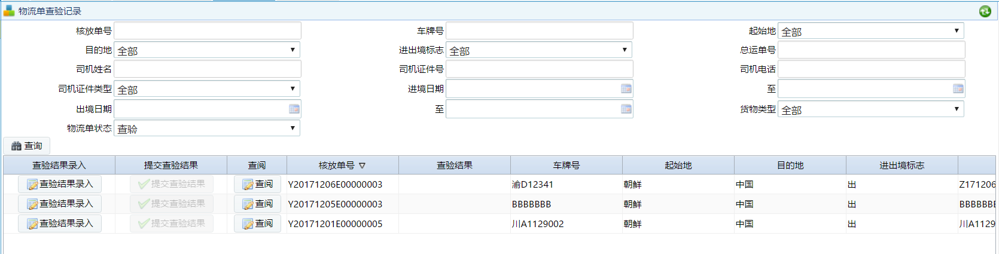 物流单查验记录
核放单号 车牌号 起始地 全部
目的地 全部 进出境标志 全部 总运单号
司机姓名 司机证件号 司机电话
司机证件类型 全部 进境日期 至
出境日期 至 货物类型 全部
物流单状态 查验
查询
查验结果录入 提交查验结果 查阅 核放单号 查验结果 车牌号 起始地 目的地 进出境标志
查验结果录入 提交查验结果 查阅 Y20171206E00000003 渝D12341 朝鲜 中国 出 Z171206
查验结果录入 提交查验结果 查阅 Y20171205E00000003 BBBBBBB 朝鲜 中国 出 BBBBBBB
查验结果录入 提交查验结果 查阅 Y20171201E00000005 川A1129002 朝鲜 中国 出 川A1129